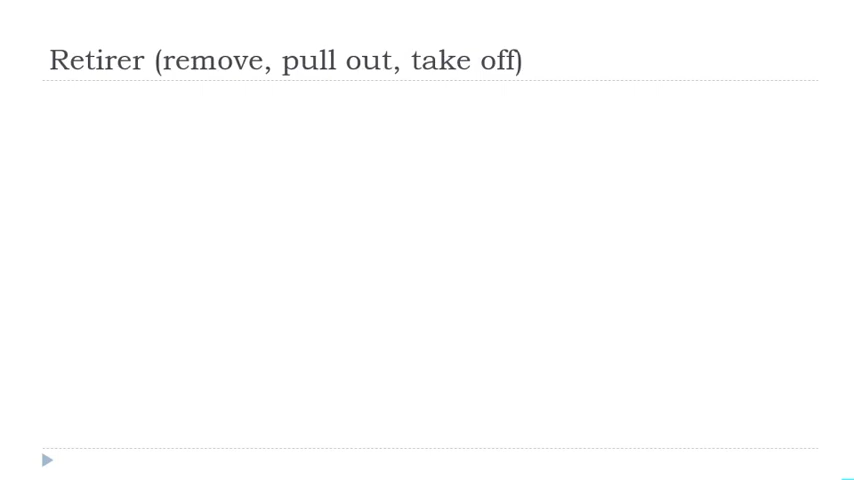 Retirer (remove, pull out, take off)